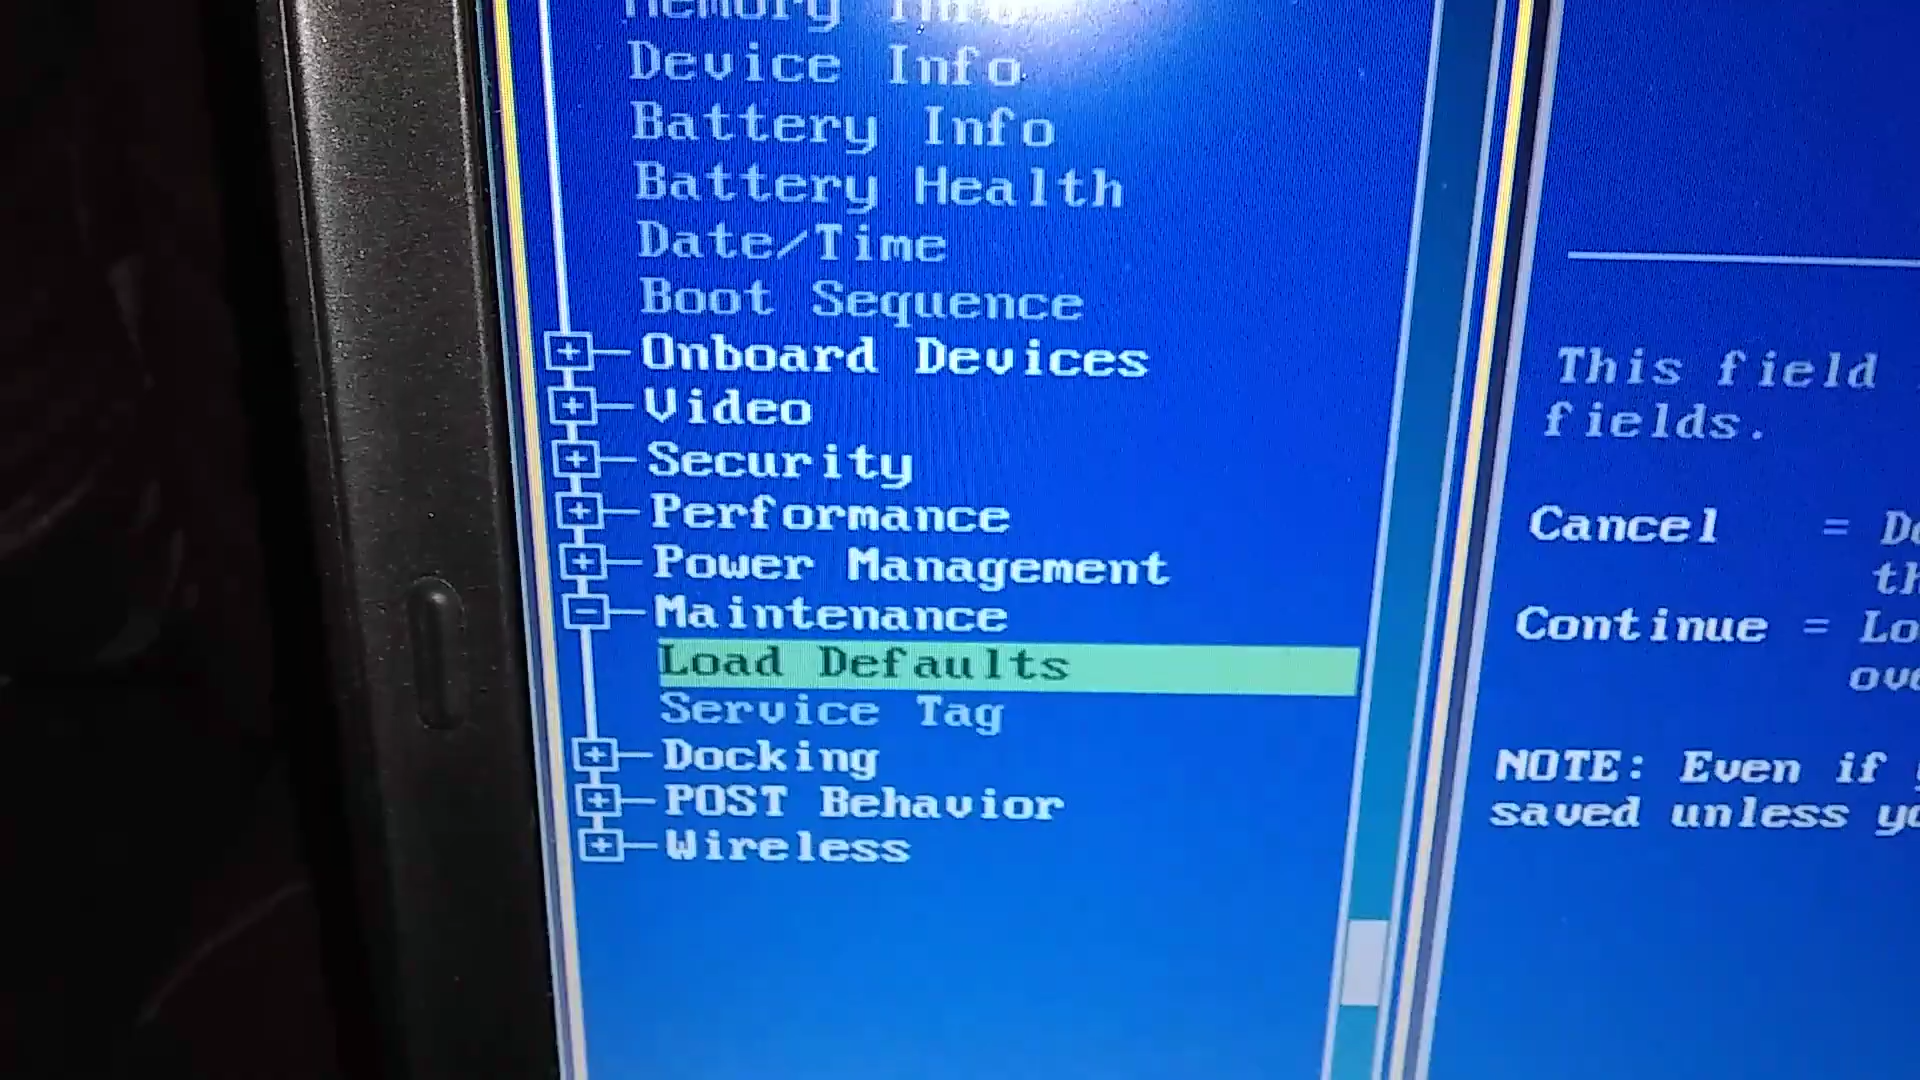 Memory
Device Info
Battery Info
Battery Health
Date/Time
Boot Sequence
Onboard Devices
Video
Security
Performance
Power Management
Maintenance
Load Defaults
Service Tag
Docking
POST Behavior
Wireless
This field
fields.
Cancel =
Continue =
NOTE: Even if
saved unless